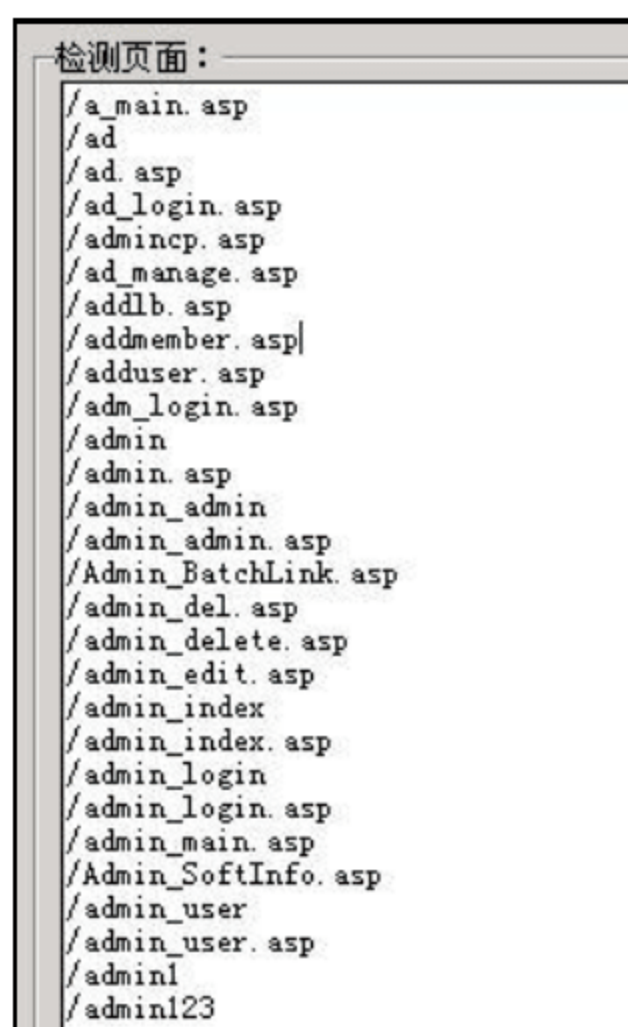 检测页面：
/a_main.asp
/ad
/ad.asp
/ad_login.asp
/admincp.asp
/ad_manage.asp
/addlb.asp
/addmember.asp
/adduser.asp
/adm_login.asp
/admin
/admin.asp
/admin_admin
/admin_admin.asp
/Admin_BatchLink.asp
/admin_del.asp
/admin_delete.asp
/admin_edit.asp
/admin_index
/admin_index.asp
/admin_login
/admin_login.asp
/admin_main.asp
/Admin_SoftInfo.asp
/admin_user
/admin_user.asp
/admin1
/admin123